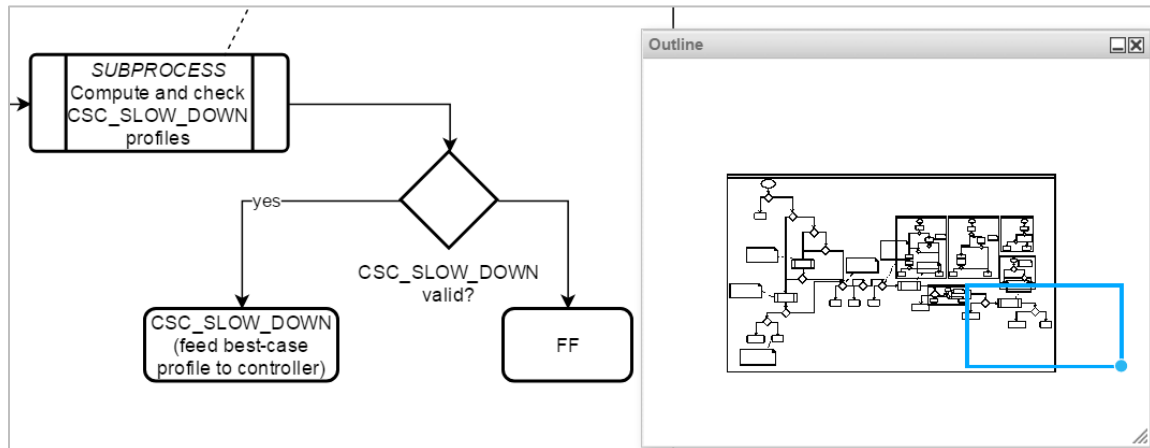 Outline
SUBPROCESS
Compute and check
CSC_SLOW_DOWN
profiles
yes
CSC_SLOW_DOWN
valid?
CSC_SLOW_DOWN
(feed best-case
profile to controller)
FF